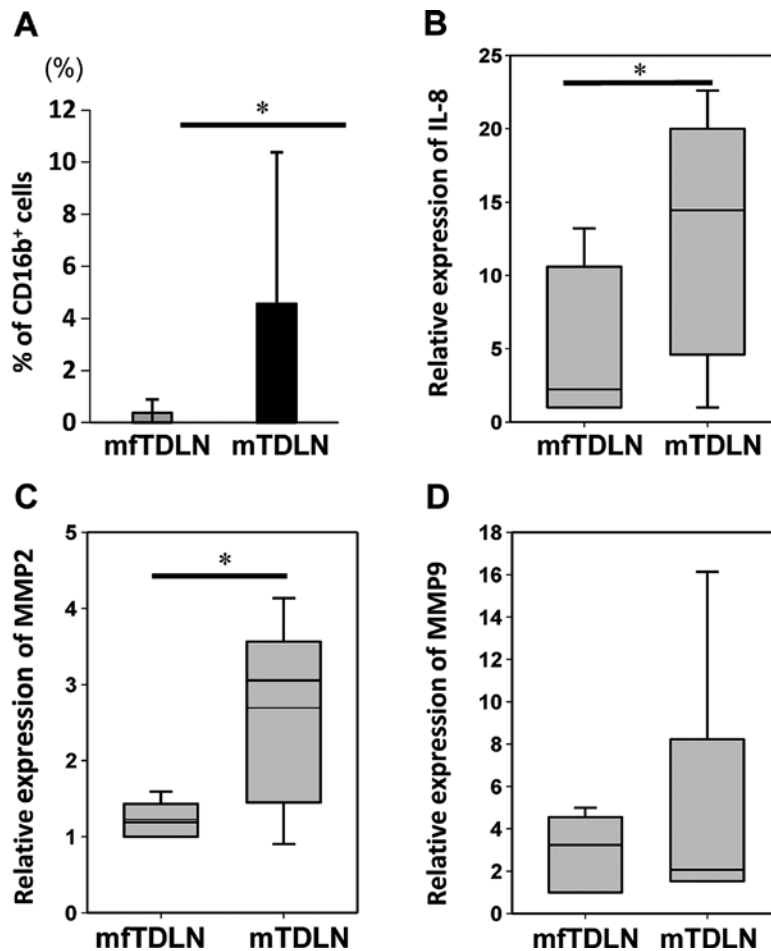 A
(%)
% of CD16b⁺ cells
12
10
8
6
4
2
0
*
mfTDLN mTDLN
B
Relative expression of IL-8
25
20
15
10
5
0
*
mfTDLN mTDLN
C
Relative expression of MMP2
5
4
3
2
1
0
*
mfTDLN mTDLN
D
Relative expression of MMP9
18
16
14
12
10
8
6
4
2
0
mfTDLN mTDLN